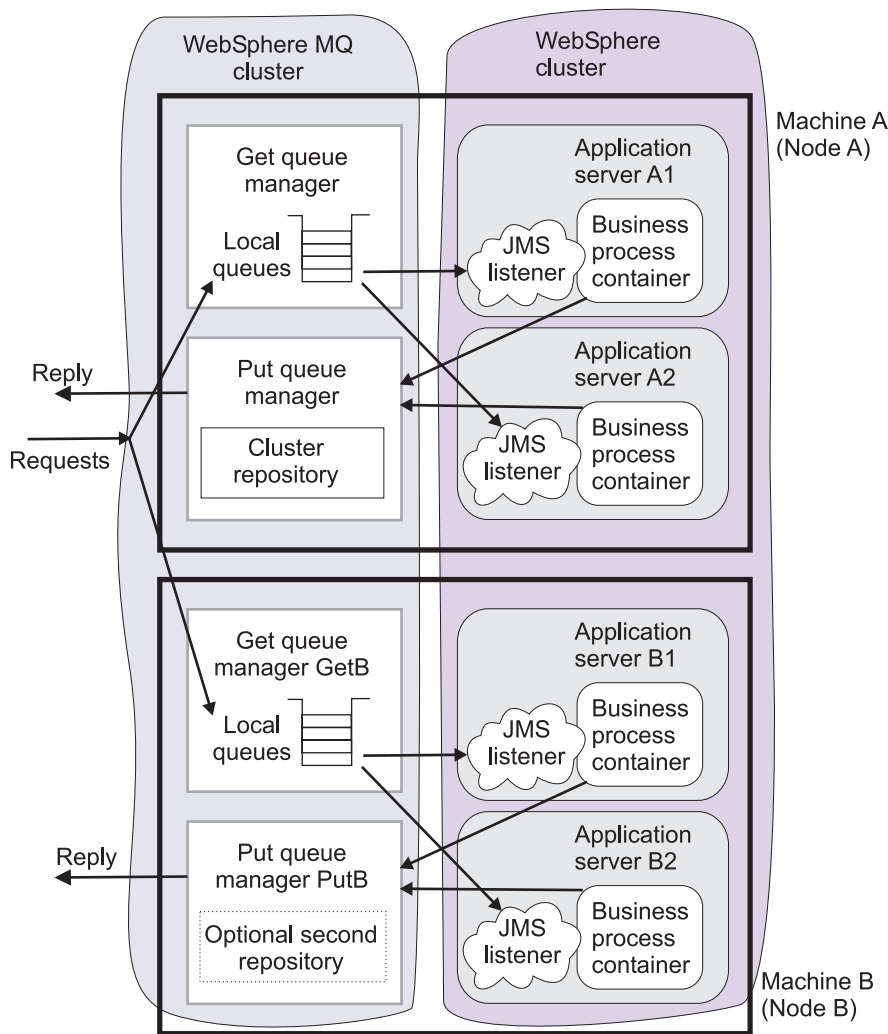 WebSphere MQ
cluster
WebSphere
cluster
Machine A
(Node A)
Get queue
manager
Local
queues
Application
server A1
JMS
listener
Business
process
container
Reply
Requests
Put queue
manager
Cluster
repository
Application
server A2
JMS
listener
Business
process
container
Get queue
manager GetB
Local
queues
Application
server B1
JMS
listener
Business
process
container
Reply
Put queue
manager PutB
Optional second
repository
Application
server B2
JMS
listener
Business
process
container
Machine B
(Node B)